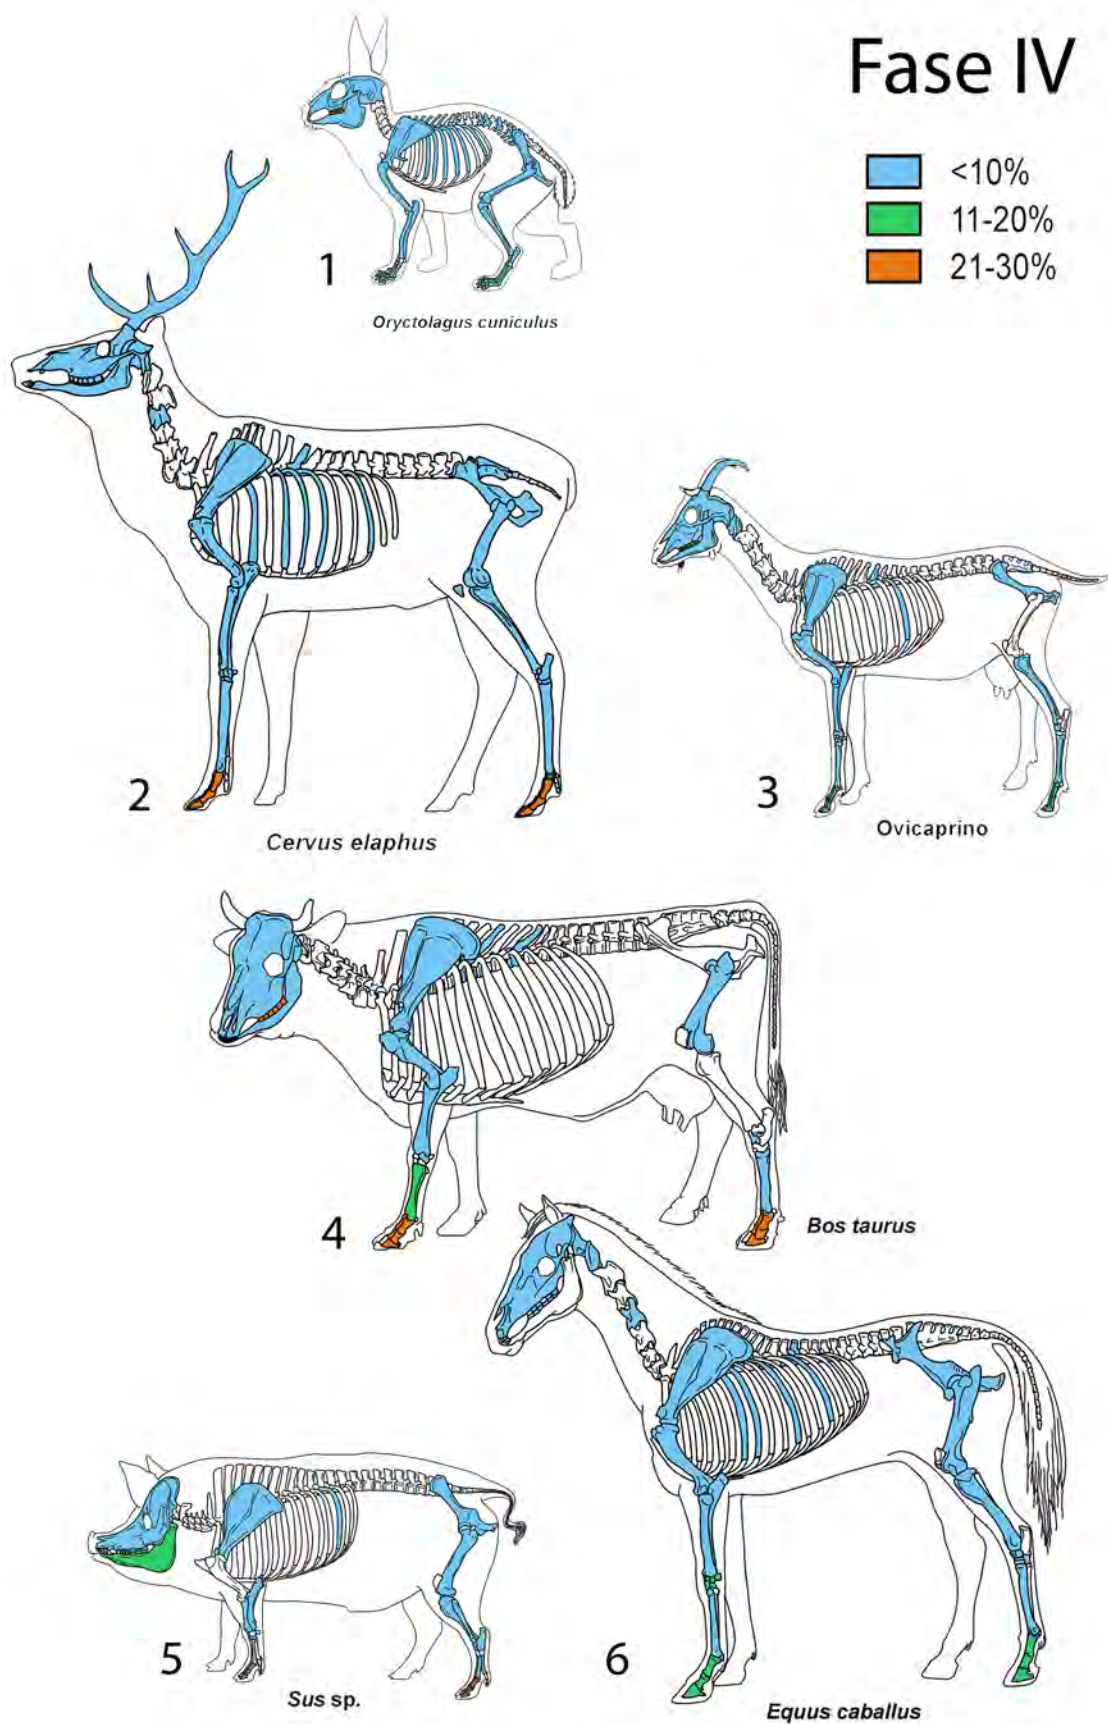 Fase IV
<10%
11-20%
21-30%
1
Oryctolagus cuniculus
2
Cervus elaphus
3
Ovicaprino
4
Bos taurus
5
Sus sp.
6
Equus caballus